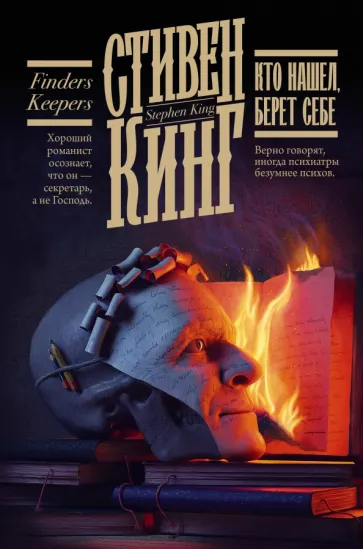 Finders
Keepers
Хороший
романист
осознает,
что он —
секретарь,
а не Господь.
СТИВЕН
Stephen King
КИНГ
КТО НАШЕЛ,
БЕРЕТ СЕБЕ
Верно говорят,
иногда психиатры
безумнее психов.